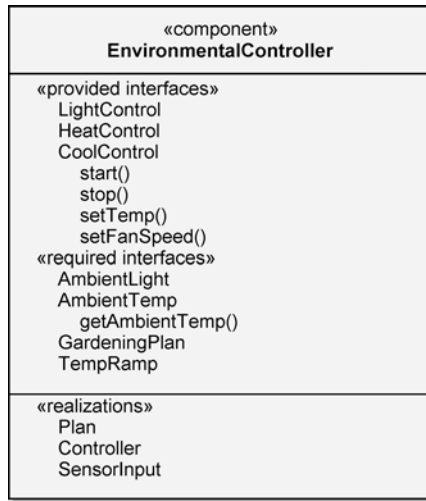 «component»
EnvironmentalController
«provided interfaces»
LightControl
HeatControl
CoolControl
start()
stop()
setTemp()
setFanSpeed()
«required interfaces»
AmbientLight
AmbientTemp
getAmbientTemp()
GardeningPlan
TempRamp
«realizations»
Plan
Controller
SensorInput